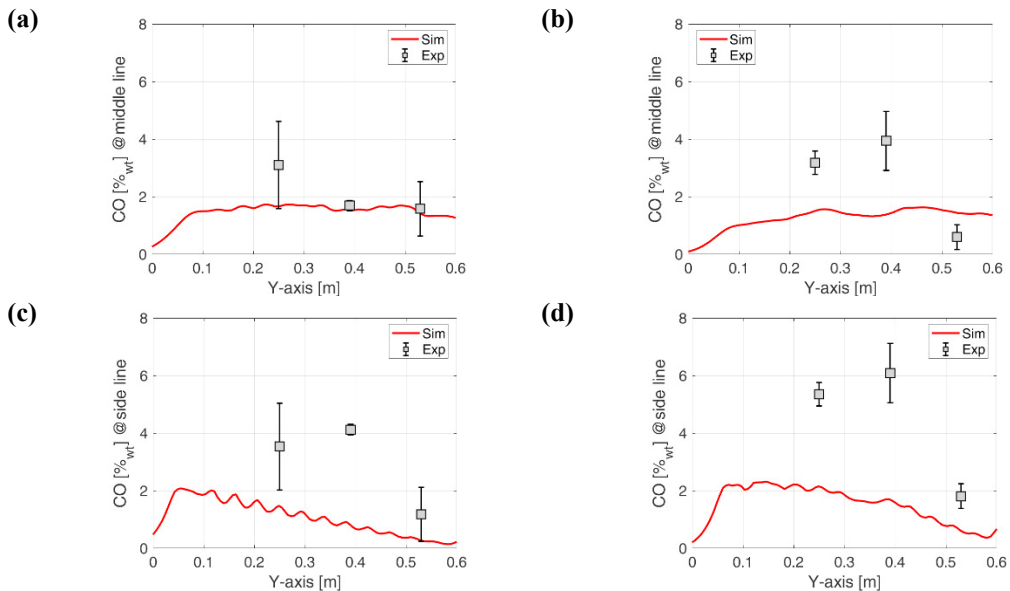 (a)
CO [%wt] @middle line
8
6
4
2
0
0 0.1 0.2 0.3 0.4 0.5 0.6
Y-axis [m]
Sim
Exp
(b)
CO [%wt] @middle line
8
6
4
2
0
0 0.1 0.2 0.3 0.4 0.5 0.6
Y-axis [m]
Sim
Exp
(c)
CO [%wt] @side line
8
6
4
2
0
0 0.1 0.2 0.3 0.4 0.5 0.6
Y-axis [m]
Sim
Exp
(d)
CO [%wt] @side line
8
6
4
2
0
0 0.1 0.2 0.3 0.4 0.5 0.6
Y-axis [m]
Sim
Exp